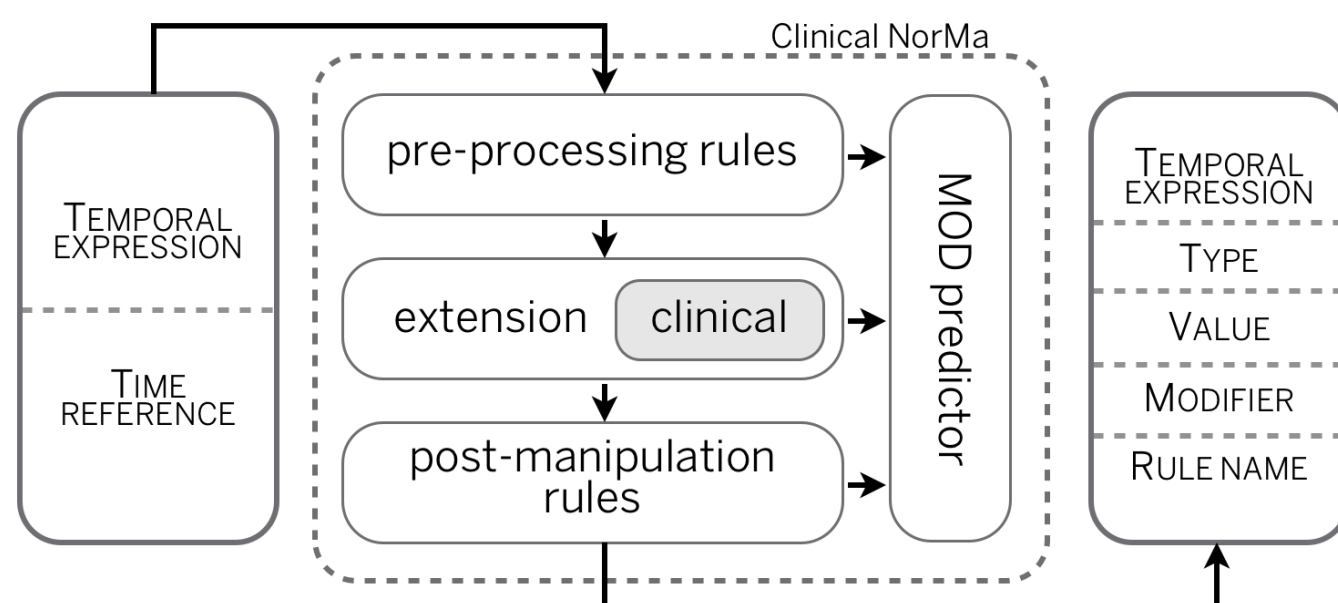 Clinical NorMa
TEMPORAL
EXPRESSION
TIME
REFERENCE
pre-processing rules
extension
clinical
post-manipulation
rules
MOD predictor
TEMPORAL
EXPRESSION
TYPE
VALUE
MODIFIER
RULE NAME